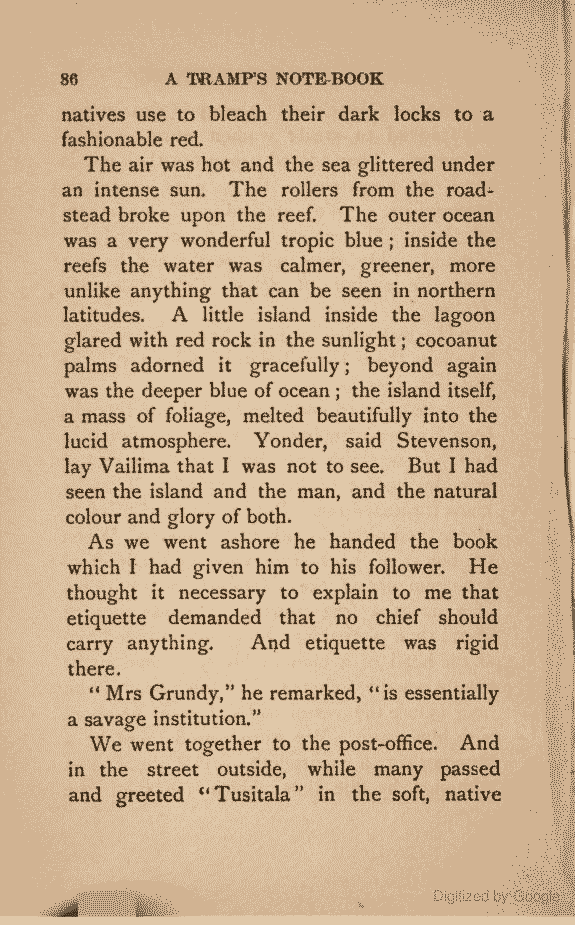 86 A TRAMP'S NOTE-BOOK
natives use to bleach their dark locks to a
fashionable red.
The air was hot and the sea glittered under
an intense sun. The rollers from the road-
stead broke upon the reef. The outer ocean
was a very wonderful tropic blue ; inside the
reefs the water was calmer, greener, more
unlike anything that can be seen in northern
latitudes. A little island inside the lagoon
glared with red rock in the sunlight ; cocoanut
palms adorned it gracefully ; beyond again
was the deeper blue of ocean ; the island itself,
a mass of foliage, melted beautifully into the
lucid atmosphere. Yonder, said Stevenson,
lay Vailima that I was not to see. But I had
seen the island and the man, and the natural
colour and glory of both.
As we went ashore he handed the book
which I had given him to his follower. He
thought it necessary to explain to me that
etiquette demanded that no chief should
carry anything. And etiquette was rigid
there.
“ Mrs Grundy,” he remarked, “ is essentially
a savage institution.”
We went together to the post-office. And
in the street outside, while many passed
and greeted “Tusitala” in the soft, native
Digitized by Google